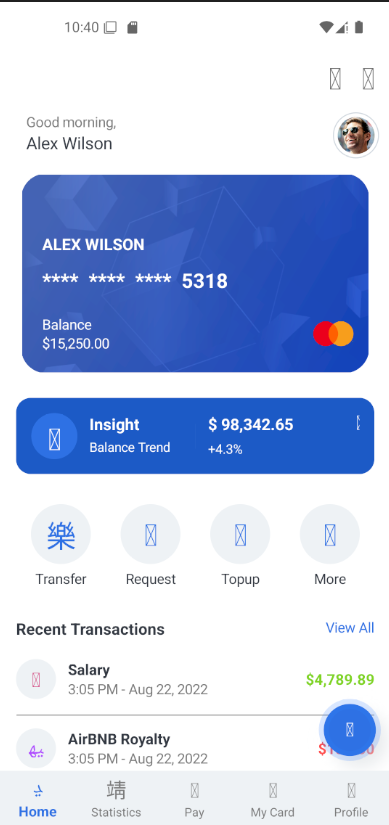 10:40
Good morning,
Alex Wilson
ALEX WILSON
**** **** **** 5318
Balance
$15,250.00
Insight
$ 98,342.65
Balance Trend
+4.3%
樂
Transfer
Request
Topup
More
Recent Transactions
View All
Salary
$4,789.89
3:05 PM - Aug 22, 2022
AirBNB Royalty
3:05 PM - Aug 22, 2022
靖
Home
Statistics
Pay
My Card
Profile